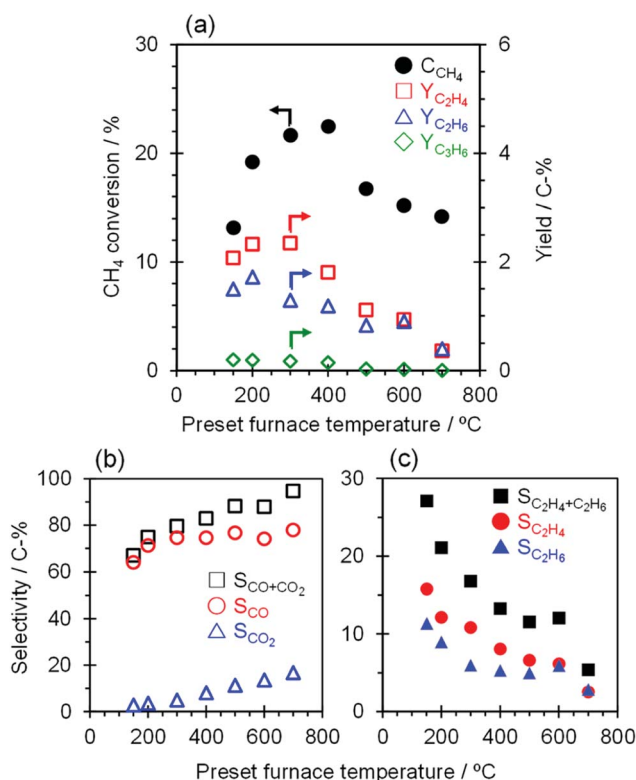 (a)
30
20
10
0
CH₄ conversion / %
6
4
2
0
Yield / C-%
C_CH₄
Y_C₂H₄
Y_C₂H₆
Y_C₃H₆
0 200 400 600 800
Preset furnace temperature / ºC
(b)
100
80
60
40
20
0
Selectivity / C-%
S_CO+CO₂
S_CO
S_CO₂
0 200 400 600 800
(c)
30
20
10
0
S_C₂H₄+C₂H₆
S_C₂H₄
S_C₂H₆
0 200 400 600 800
Preset furnace temperature / ºC